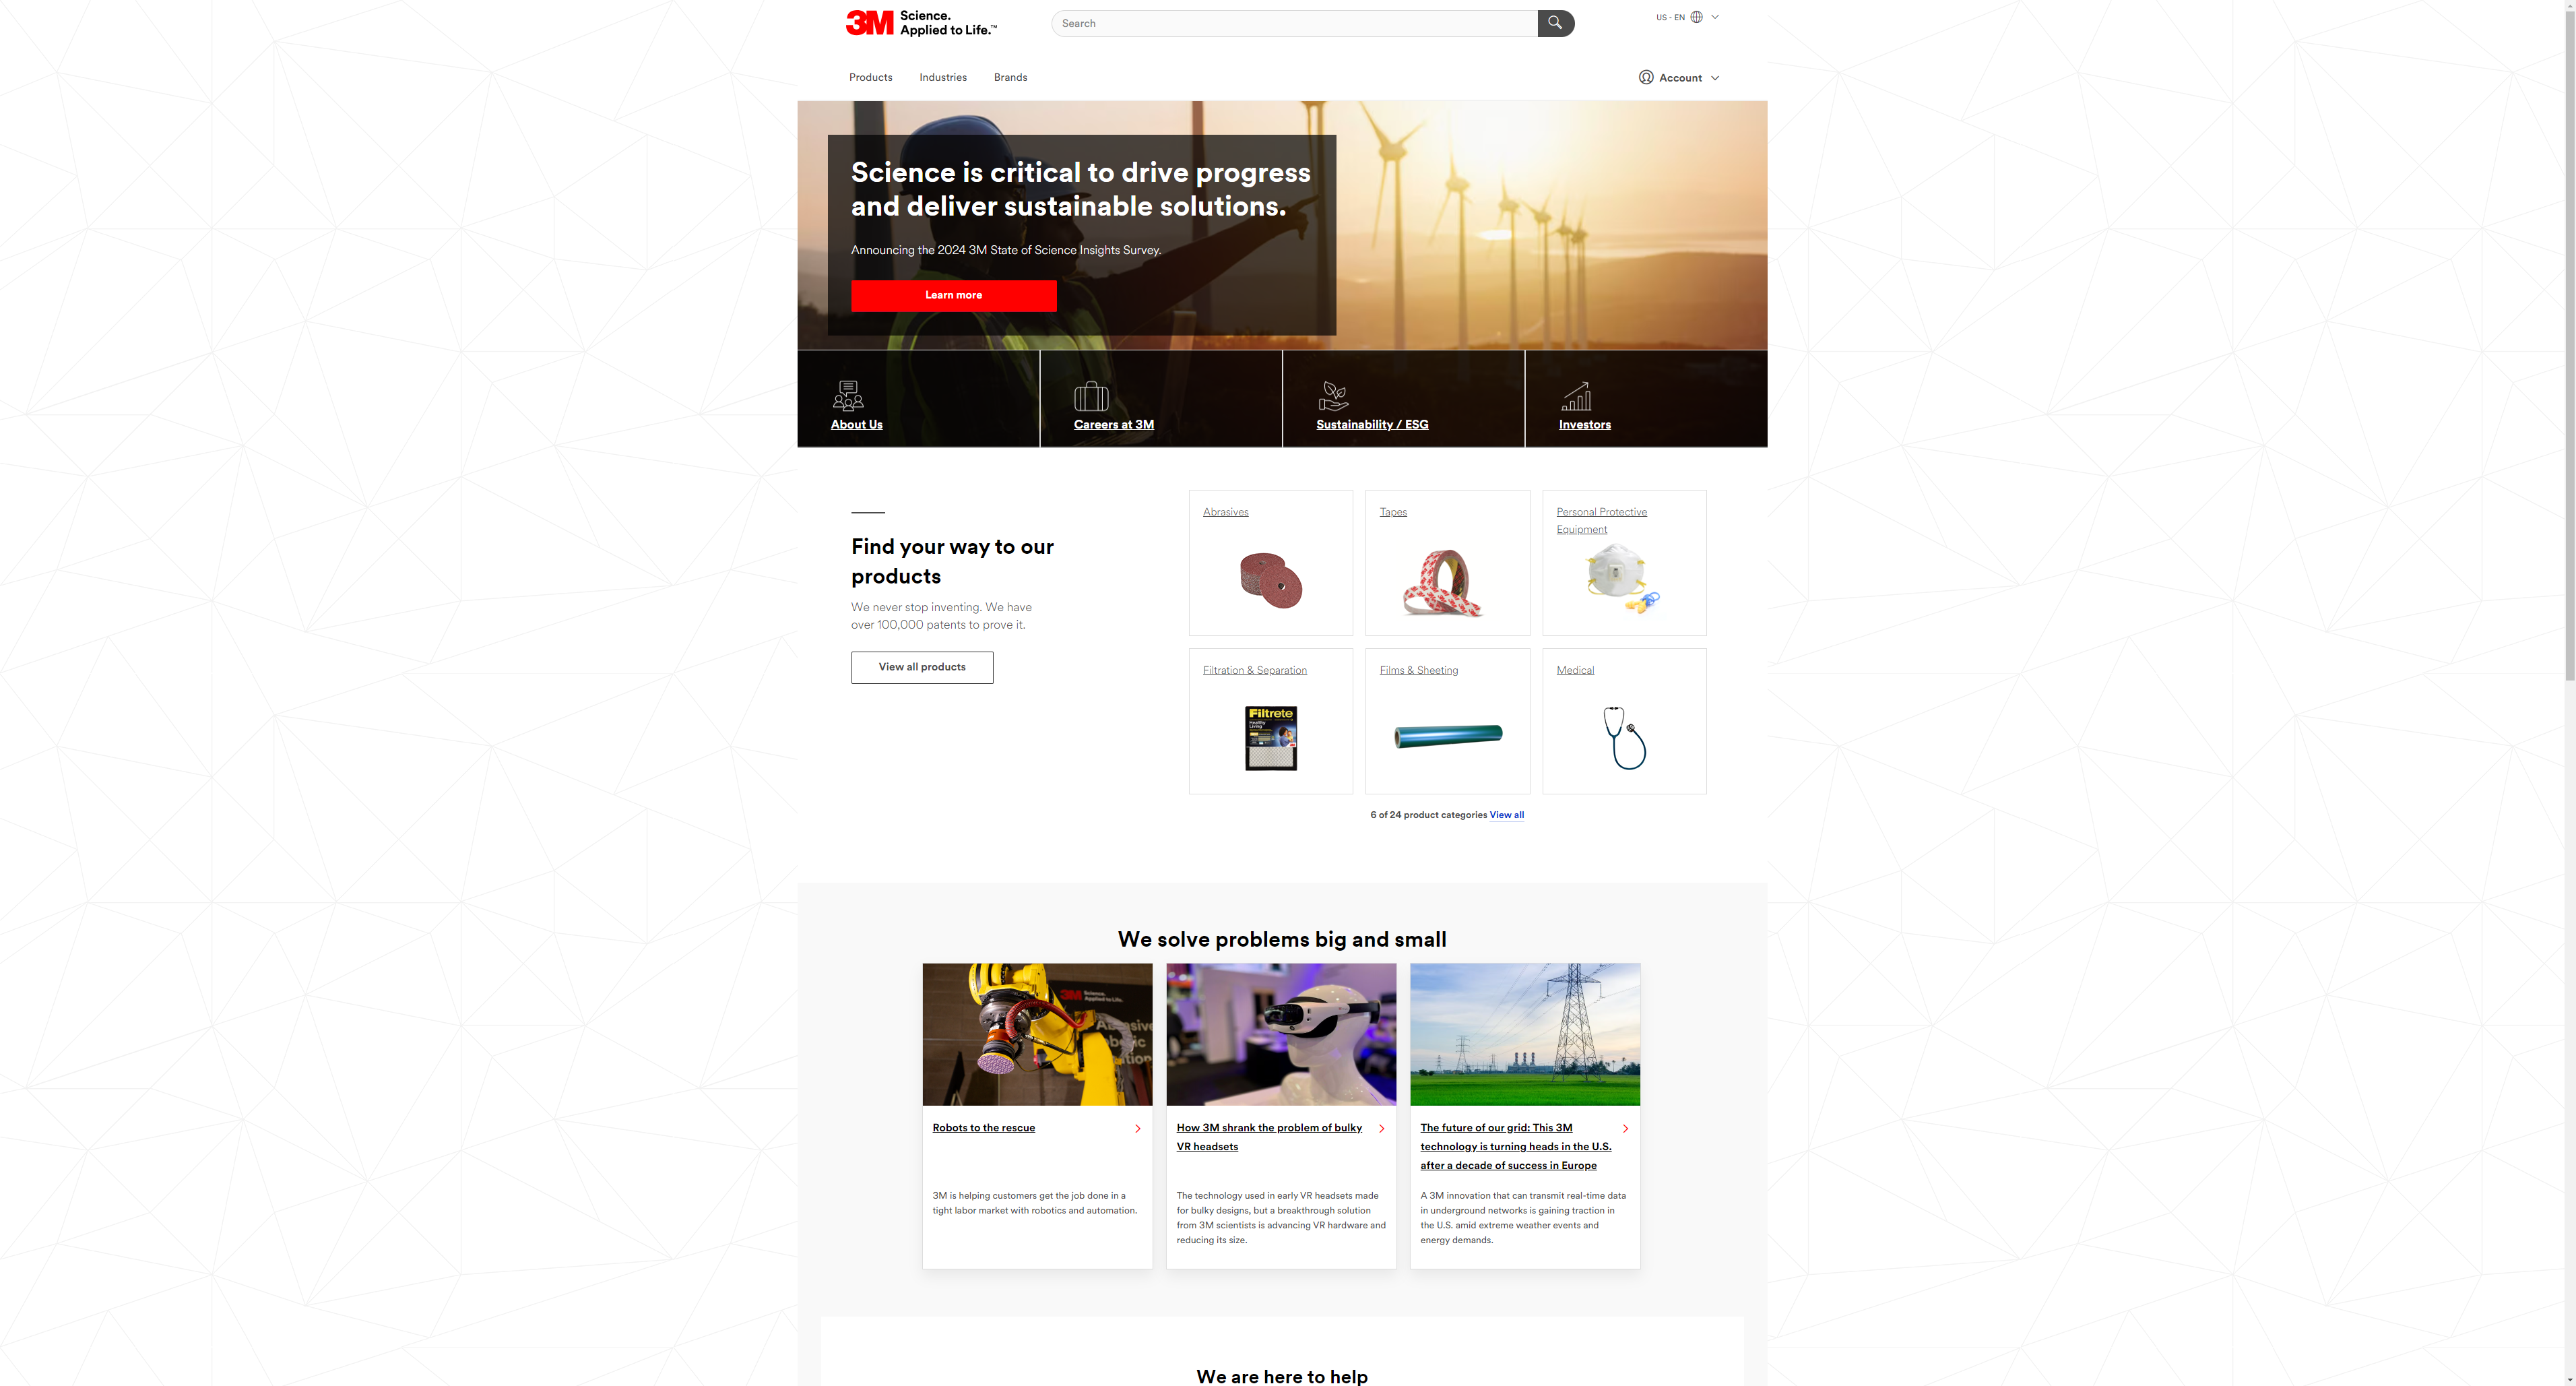 3M Science.
Applied to Life.™
Search
US - EN
Products Industries Brands
Account
Science is critical to drive progress
and deliver sustainable solutions.
Announcing the 2024 3M State of Science Insights Survey.
Learn more
About Us
Careers at 3M
Sustainability / ESG
Investors
Find your way to our
products
We never stop inventing. We have
over 100,000 patents to prove it.
View all products
Abrasives
Tapes
Personal Protective
Equipment
Filtration & Separation
Filtrete
Healthy
Living
3M
Films & Sheeting
Medical
6 of 24 product categories View all
We solve problems big and small
3M Science.
Applied to Life.
Robots to the rescue
3M is helping customers get the job done in a
tight labor market with robotics and automation.
How 3M shrank the problem of bulky
VR headsets
The technology used in early VR headsets made
for bulky designs, but a breakthrough solution
from 3M scientists is advancing VR hardware and
reducing its size.
The future of our grid: This 3M
technology is turning heads in the U.S.
after a decade of success in Europe
A 3M innovation that can transmit real-time data
in underground networks is gaining traction in
the U.S. amid extreme weather events and
energy demands.
We are here to help